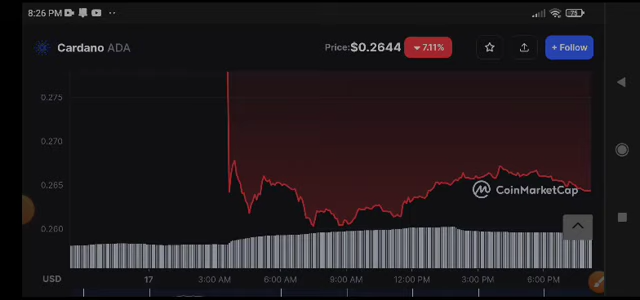 8:26 PM 75
Cardano ADA Price:$0.2644 7.11% + Follow
0.275
0.270
0.265
CoinMarketCap
0.260
USD 17 3:00 AM 6:00 AM 9:00 AM 12:00 PM 3:00 PM 6:00 PM